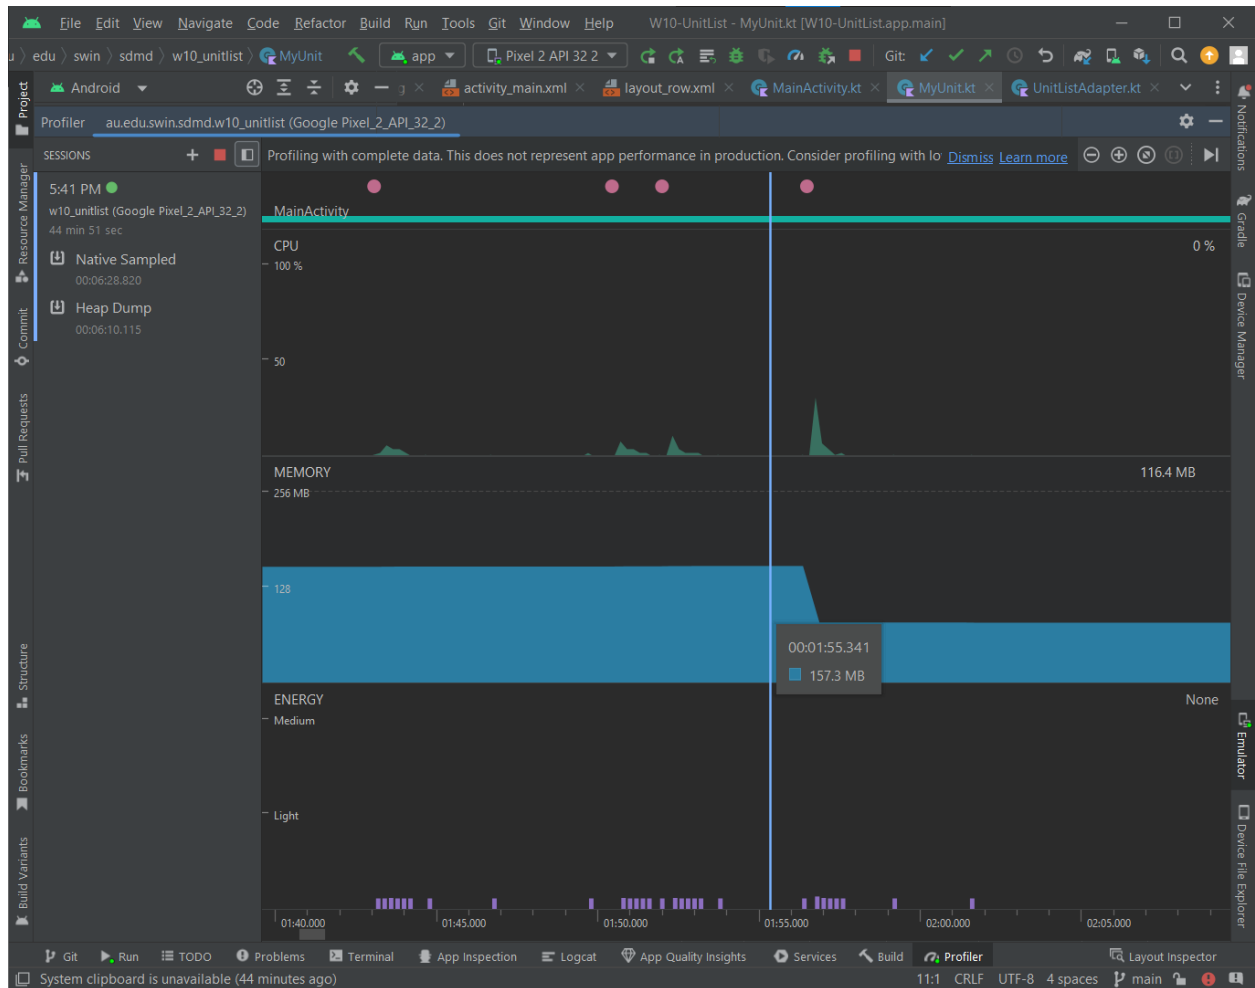 File Edit View Navigate Code Refactor Build Run Tools Git Window Help W10-UnitList - MyUnit.kt [W10-UnitList.app.main]
edu swin sdmd w10_unitlist MyUnit app Pixel 2 API 32 2 Git:
Android activity_main.xml layout_row.xml MainActivity.kt MyUnit.kt UnitListAdapter.kt
Profiler au.edu.swin.sdmd.w10_unitlist (Google Pixel_2_API_32_2)
SESSIONS Profiling with complete data. This does not represent app performance in production. Consider profiling with lo Dismiss Learn more
5:41 PM
w10_unitlist (Google Pixel_2_API_32_2)
44 min 51 sec
Native Sampled
00:06:28.820
Heap Dump
00:06:10.115
MainActivity
CPU 0 %
100 %
50
MEMORY 116.4 MB
256 MB
128
00:01:55.341
157.3 MB
ENERGY None
Medium
Light
01:40.000 01:45.000 01:50.000 01:55.000 02:00.000 02:05.000
Project
Resource Manager
Commit
Pull Requests
Structure
Bookmarks
Build Variants
Notifications
Gradle
Device Manager
Emulator
Device File Explorer
Git Run TODO Problems Terminal App Inspection Logcat App Quality Insights Services Build Profiler Layout Inspector
System clipboard is unavailable (44 minutes ago) 11:1 CRLF UTF-8 4 spaces main